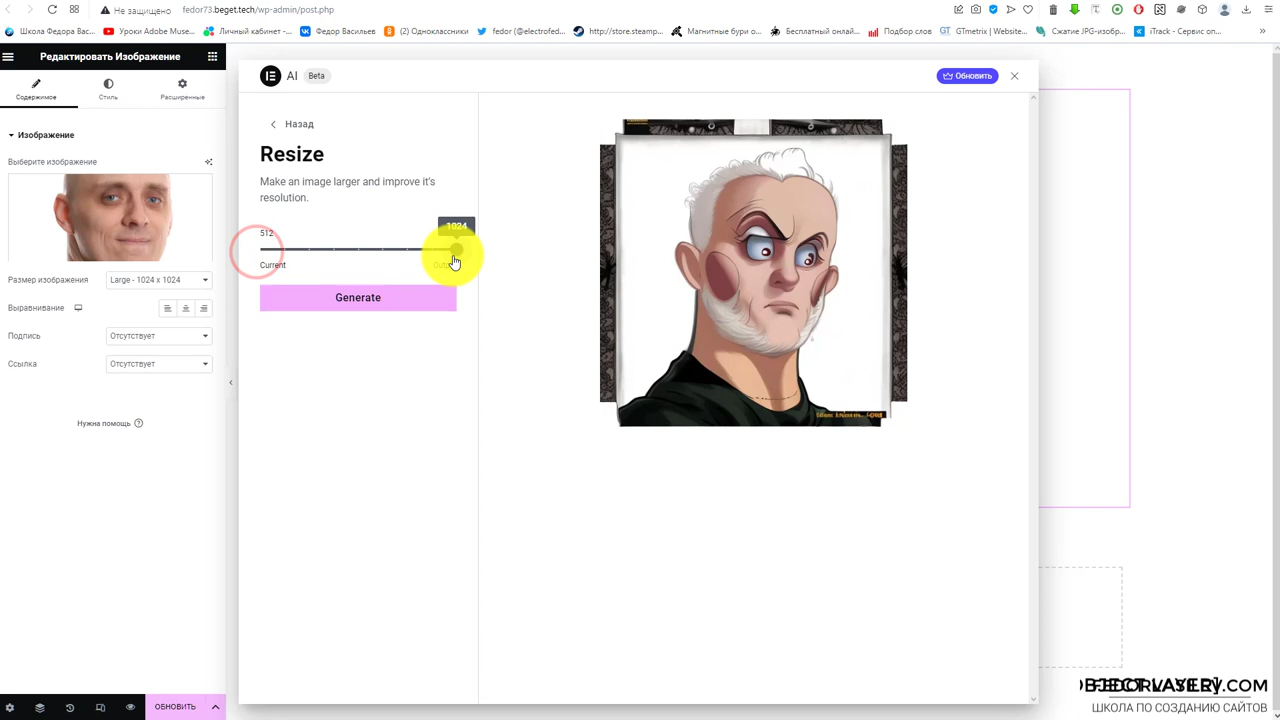 Не защищено
fedor73.beget.tech/wp-admin/post.php
Школа Федора Васе...
Уроки Adobe Muse...
Личный кабинет -...
Федор Васильев
(2) Одноклассники
fedor (@electrofed...
http://store.steamp...
Магнитные бури о...
Бесплатный онлай...
Подбор слов
GTmetrix | Website...
Сжатие JPG-изобр...
iTrack - Сервис оп...
Редактировать Изображение
Содержимое
Стиль
Расширенные
Изображение
Выберите изображение
Размер изображения
Large - 1024 x 1024
Выравнивание
Подпись
Отсутствует
Ссылка
Отсутствует
Нужна помощь
ОБНОВИТЬ
AI
Beta
Обновить
Назад
Resize
Make an image larger and improve it's
resolution.
512
1024
Current
Generate
ШКОЛА ПО СОЗДАНИЮ САЙТОВ